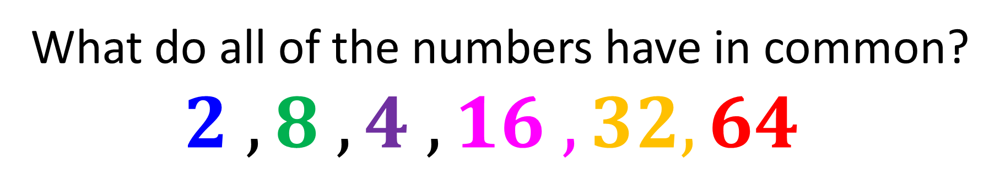 What do all of the numbers have in common?
2 , 8 , 4 , 16 , 32, 64